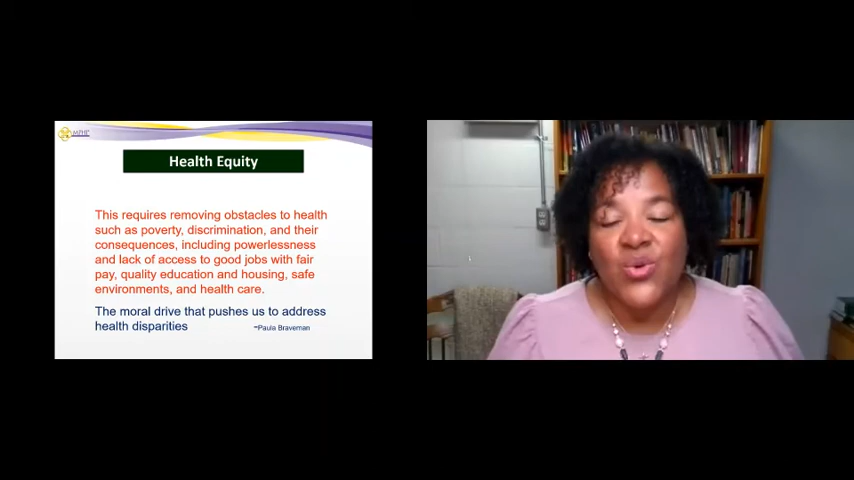 MPHI
Health Equity
This requires removing obstacles to health
such as poverty, discrimination, and their
consequences, including powerlessness
and lack of access to good jobs with fair
pay, quality education and housing, safe
environments, and health care.
The moral drive that pushes us to address
health disparities
~Paula Braveman